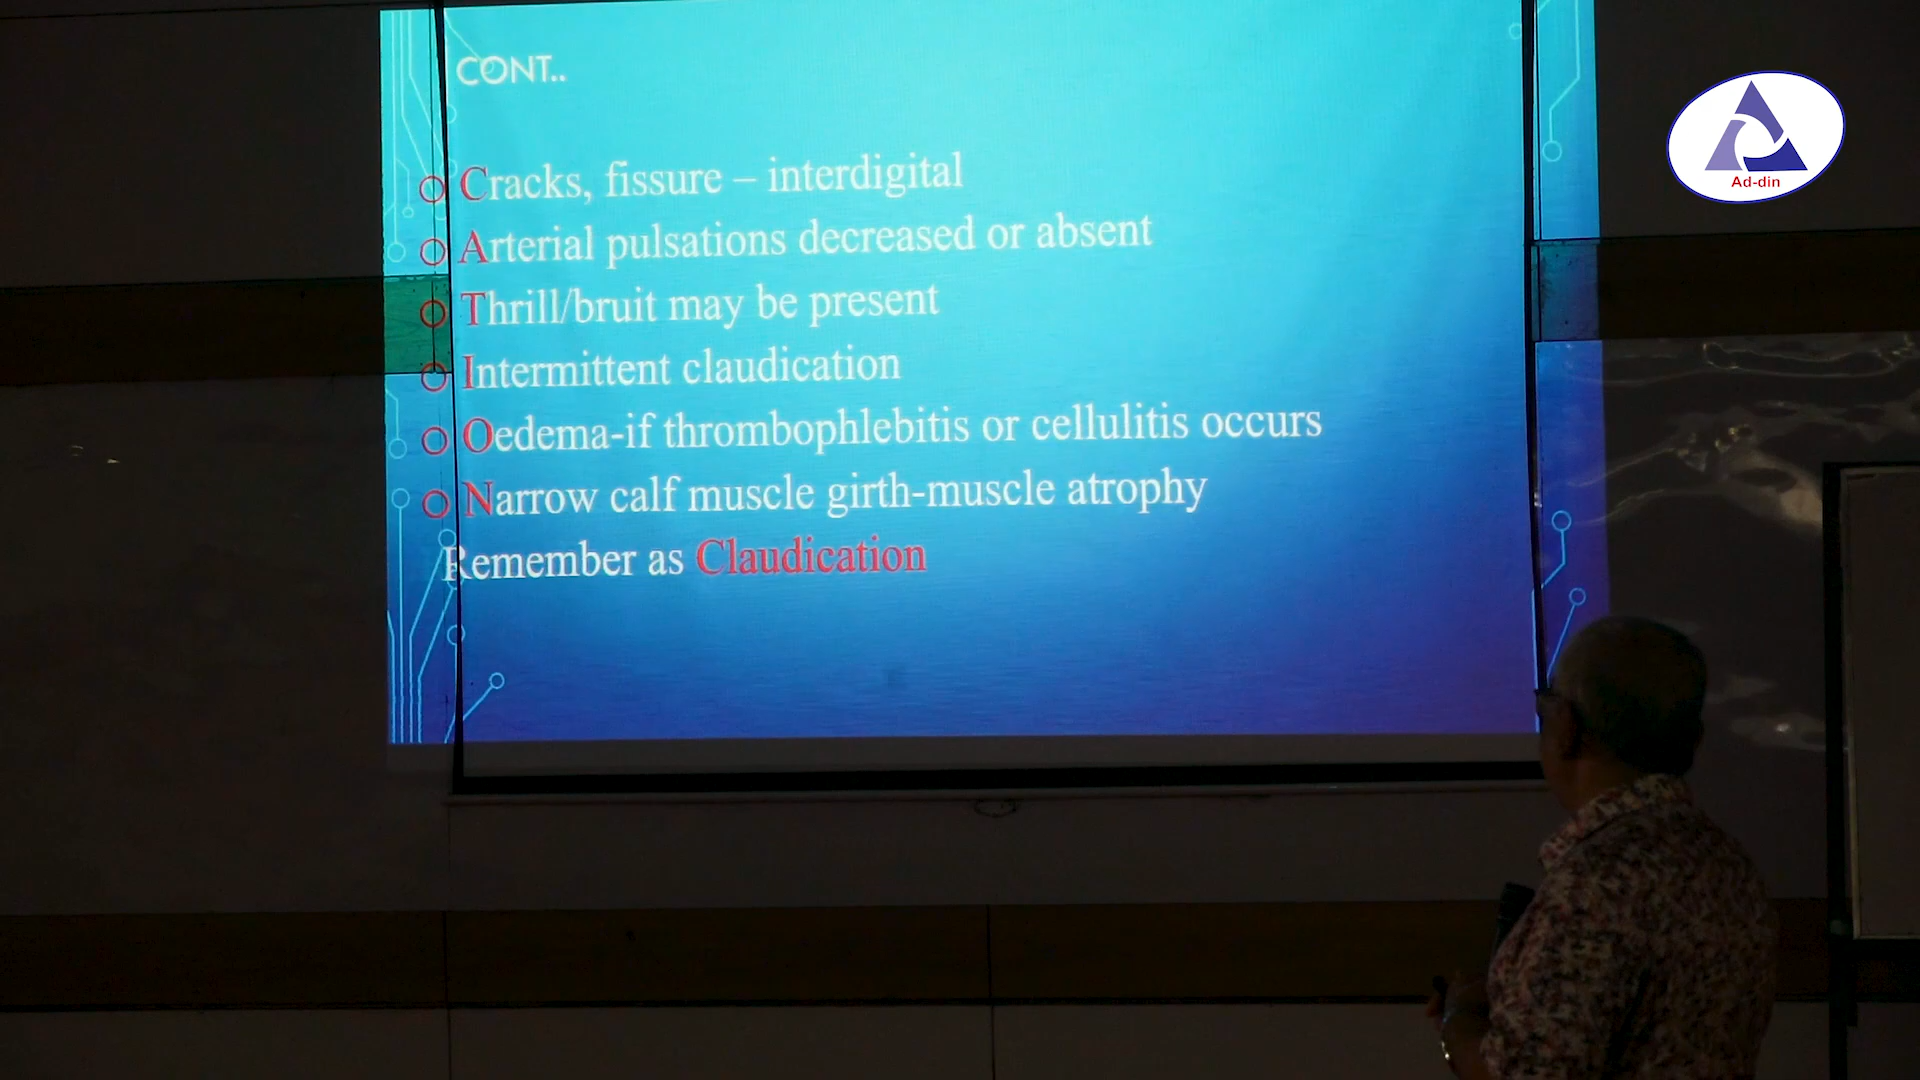 CONT..
Cracks, fissure – interdigital
Arterial pulsations decreased or absent
Thrill/bruit may be present
Intermittent claudication
Oedema-if thrombophlebitis or cellulitis occurs
Narrow calf muscle girth-muscle atrophy
Remember as Claudication
Ad-din